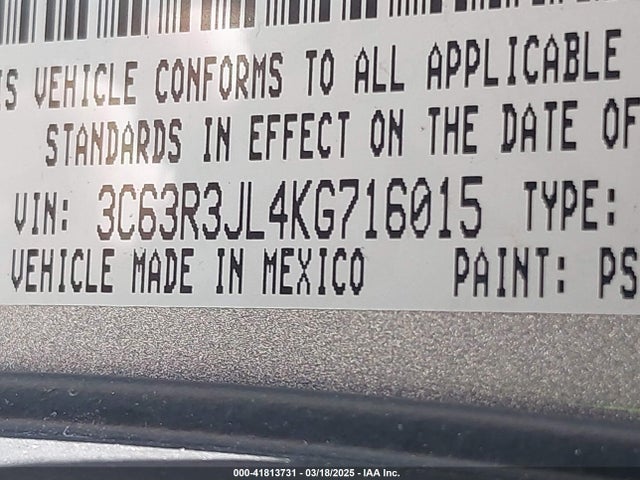 IS VEHICLE CONFORMS TO ALL APPLICABLE
STANDARDS IN EFFECT ON THE DATE OF
VIN: 3C63R3JL4KG716015 TYPE:
VEHICLE MADE IN MEXICO PAINT: PS
000-41813731 - 03/18/2025 - IAA Inc.